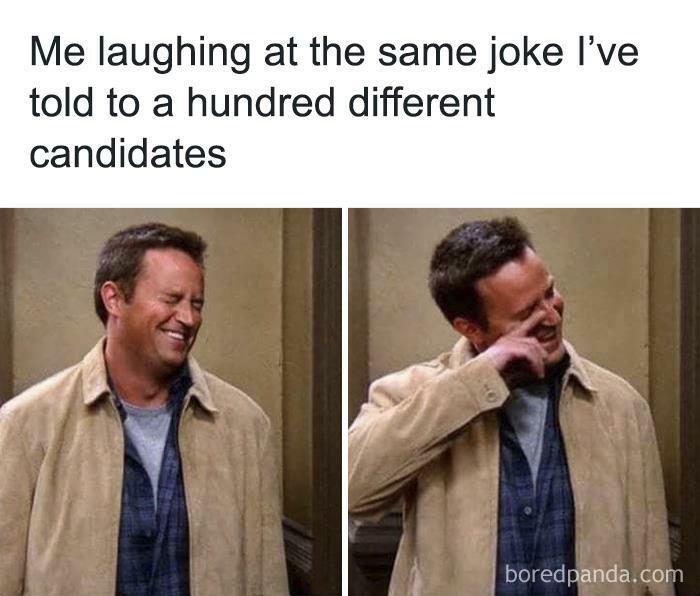 Me laughing at the same joke I’ve
told to a hundred different
candidates
boredpanda.com